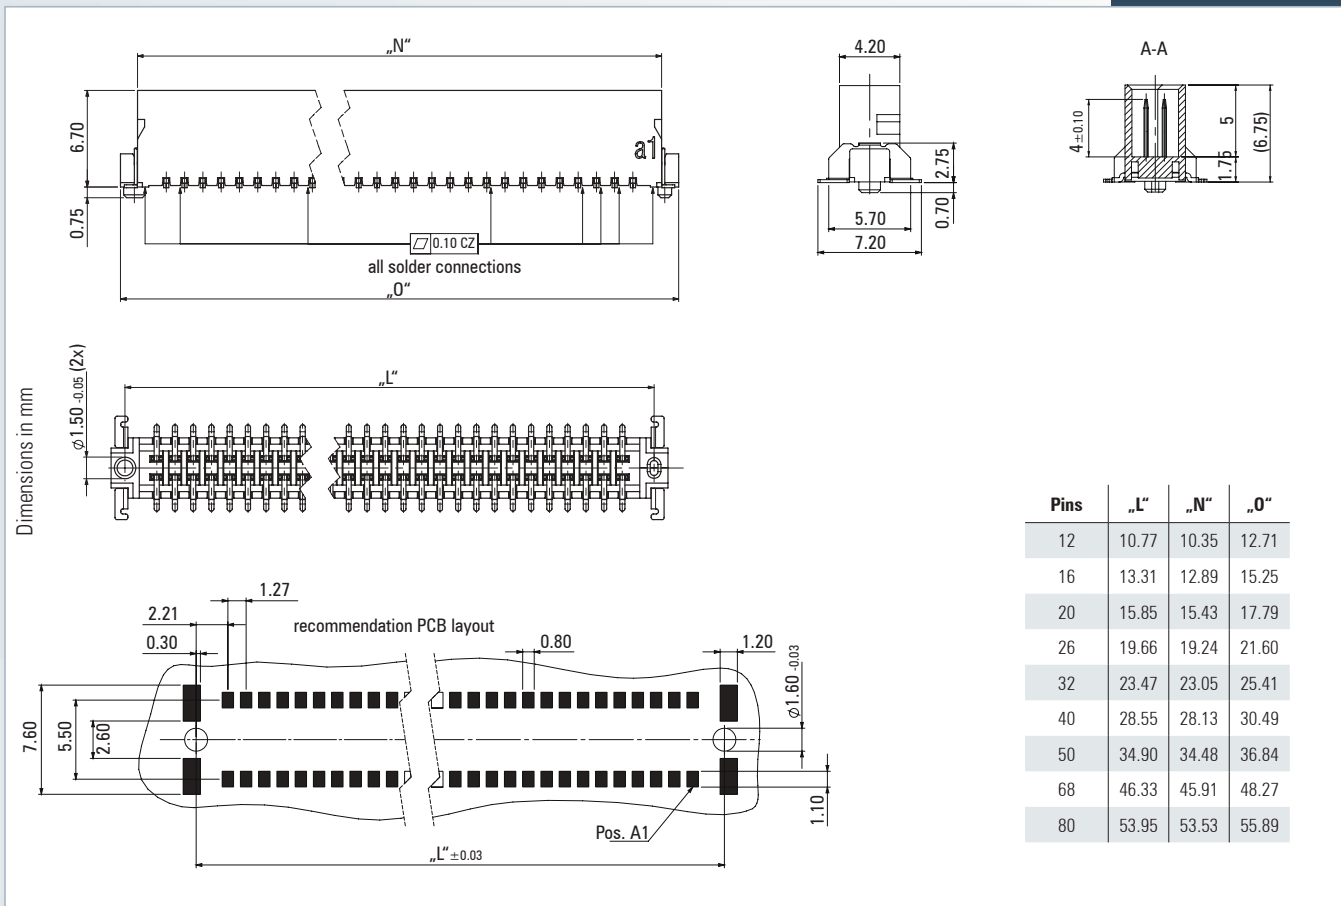 „N“
6.70
0.75
a1
0.10 CZ
all solder connections
„O“
4.20
2.75
0.70
5.70
7.20
A-A
4±0.10
5
1.75
(6.75)
Dimensions in mm
⌀1.50 -0.05 (2x)
„L“
1.27
2.21
recommendation PCB layout
0.30
0.80
1.20
⌀1.60 -0.03
7.60
5.50
2.60
1.10
Pos. A1
„L“±0.03
Pins „L“ „N“ „O“
12 10.77 10.35 12.71
16 13.31 12.89 15.25
20 15.85 15.43 17.79
26 19.66 19.24 21.60
32 23.47 23.05 25.41
40 28.55 28.13 30.49
50 34.90 34.48 36.84
68 46.33 45.91 48.27
80 53.95 53.53 55.89